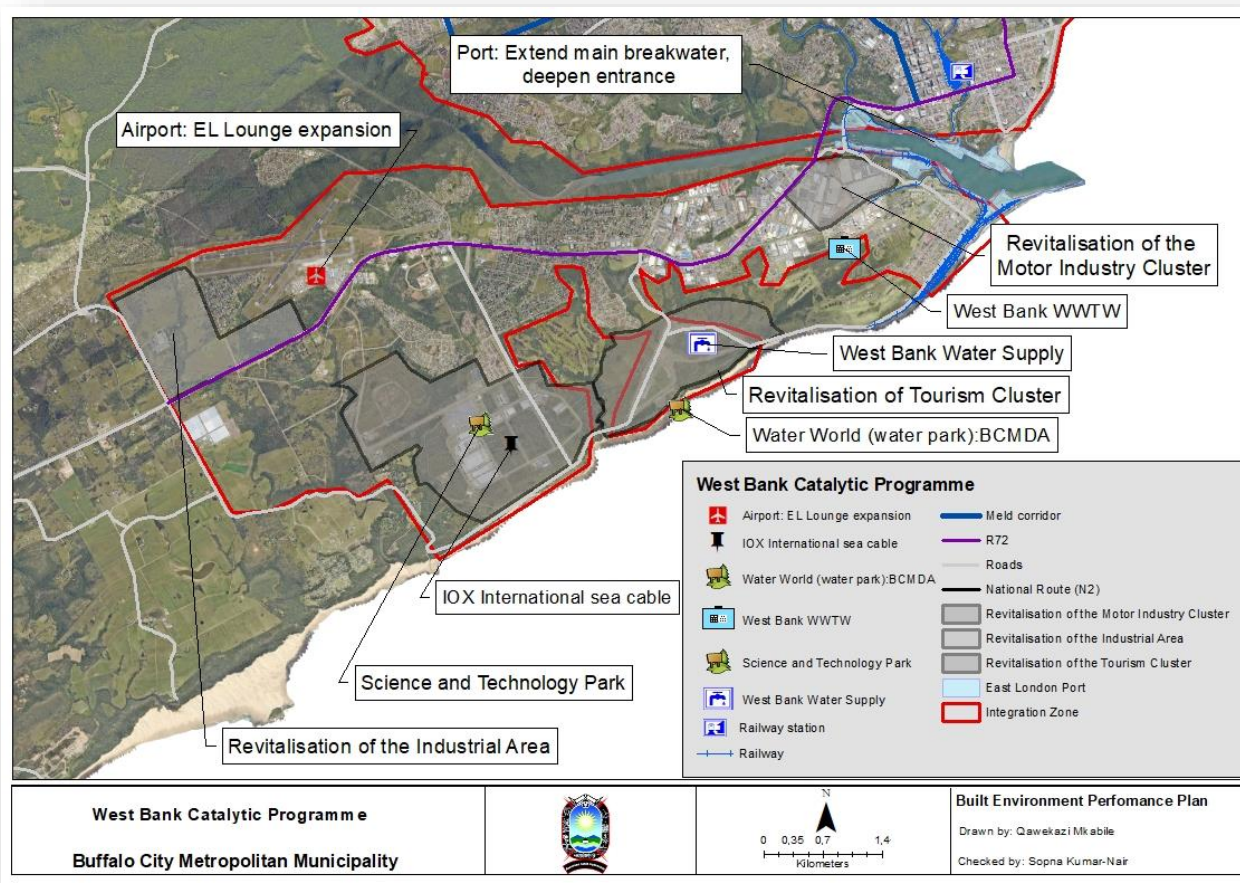 Port: Extend main breakwater,
deepen entrance
Airport: EL Lounge expansion
Revitalisation of the
Motor Industry Cluster
West Bank WWTW
West Bank Water Supply
Revitalisation of Tourism Cluster
Water World (water park):BCMDA
IOX International sea cable
Science and Technology Park
Revitalisation of the Industrial Area
West Bank Catalytic Programme
Airport: EL Lounge expansion
IOX International sea cable
Water World (water park):BCMDA
West Bank WWTW
Science and Technology Park
West Bank Water Supply
Railway station
Railway
Meld corridor
R72
Roads
National Route (N2)
Revitalisation of the Motor Industry Cluster
Revitalisation of the Industrial Area
Revitalisation of the Tourism Cluster
East London Port
Integration Zone
West Bank Catalytic Programme
Buffalo City Metropolitan Municipality
N
0 0,35 0,7 1,4
Kilometers
Built Environment Perfomance Plan
Drawn by: Qawekazi Mkabile
Checked by: Sopna Kumar-Nair